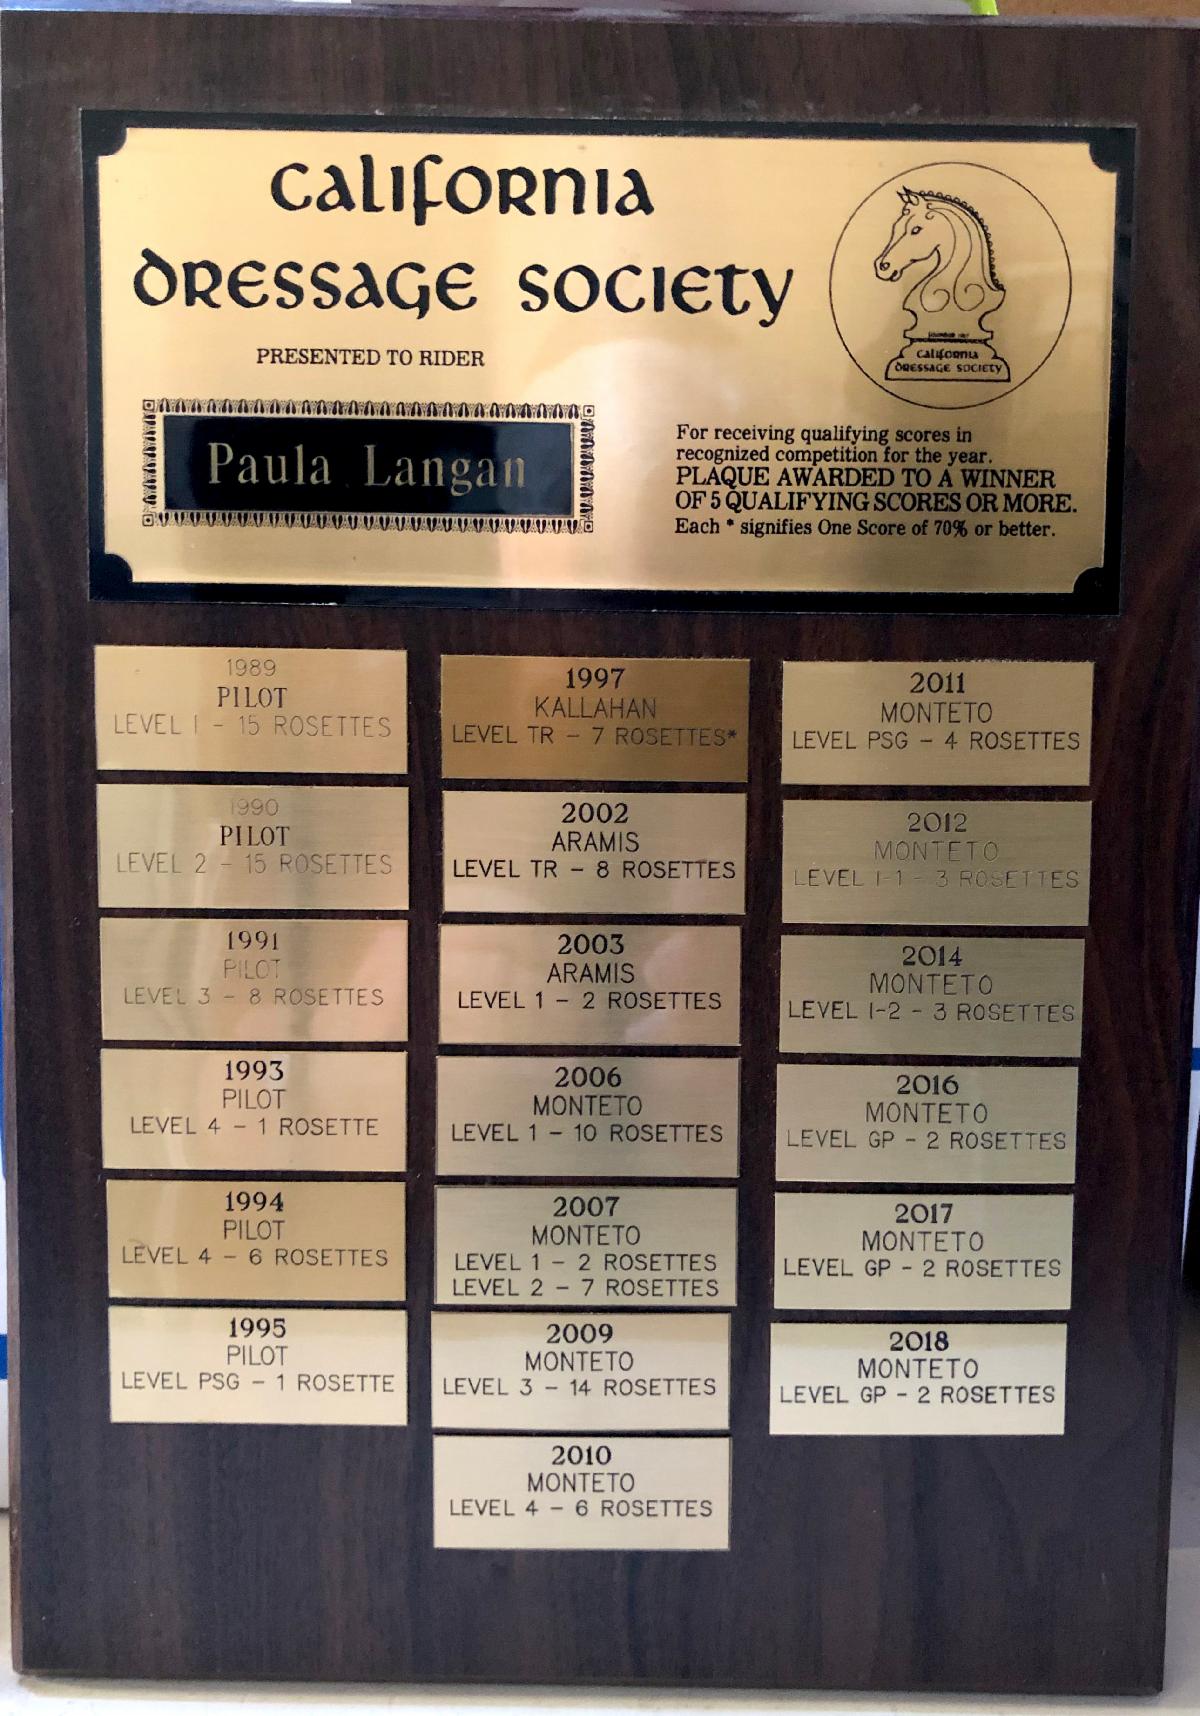 CALIFORNIA
DRESSAGE SOCIETY
PRESENTED TO RIDER
Paula Langan
CALIFORNIA
DRESSAGE SOCIETY
For receiving qualifying scores in
recognized competition for the year.
PLAQUE AWARDED TO A WINNER
OF 5 QUALIFYING SCORES OR MORE.
Each * signifies One Score of 70% or better.
1989
PILOT
LEVEL 1 - 15 ROSETTES
1990
PILOT
LEVEL 2 - 15 ROSETTES
1991
PILOT
LEVEL 3 - 8 ROSETTES
1993
PILOT
LEVEL 4 - 1 ROSETTE
1994
PILOT
LEVEL 4 - 6 ROSETTES
1995
PILOT
LEVEL PSG - 1 ROSETTE
1997
KALLAHAN
LEVEL TR - 7 ROSETTES*
2002
ARAMIS
LEVEL TR - 8 ROSETTES
2003
ARAMIS
LEVEL 1 - 2 ROSETTES
2006
MONTETO
LEVEL 1 - 10 ROSETTES
2007
MONTETO
LEVEL 1 - 2 ROSETTES
LEVEL 2 - 7 ROSETTES
2009
MONTETO
LEVEL 3 - 14 ROSETTES
2010
MONTETO
LEVEL 4 - 6 ROSETTES
2011
MONTETO
LEVEL PSG - 4 ROSETTES
2012
MONTETO
LEVEL I-1 - 3 ROSETTES
2014
MONTETO
LEVEL I-2 - 3 ROSETTES
2016
MONTETO
LEVEL GP - 2 ROSETTES
2017
MONTETO
LEVEL GP - 2 ROSETTES
2018
MONTETO
LEVEL GP - 2 ROSETTES